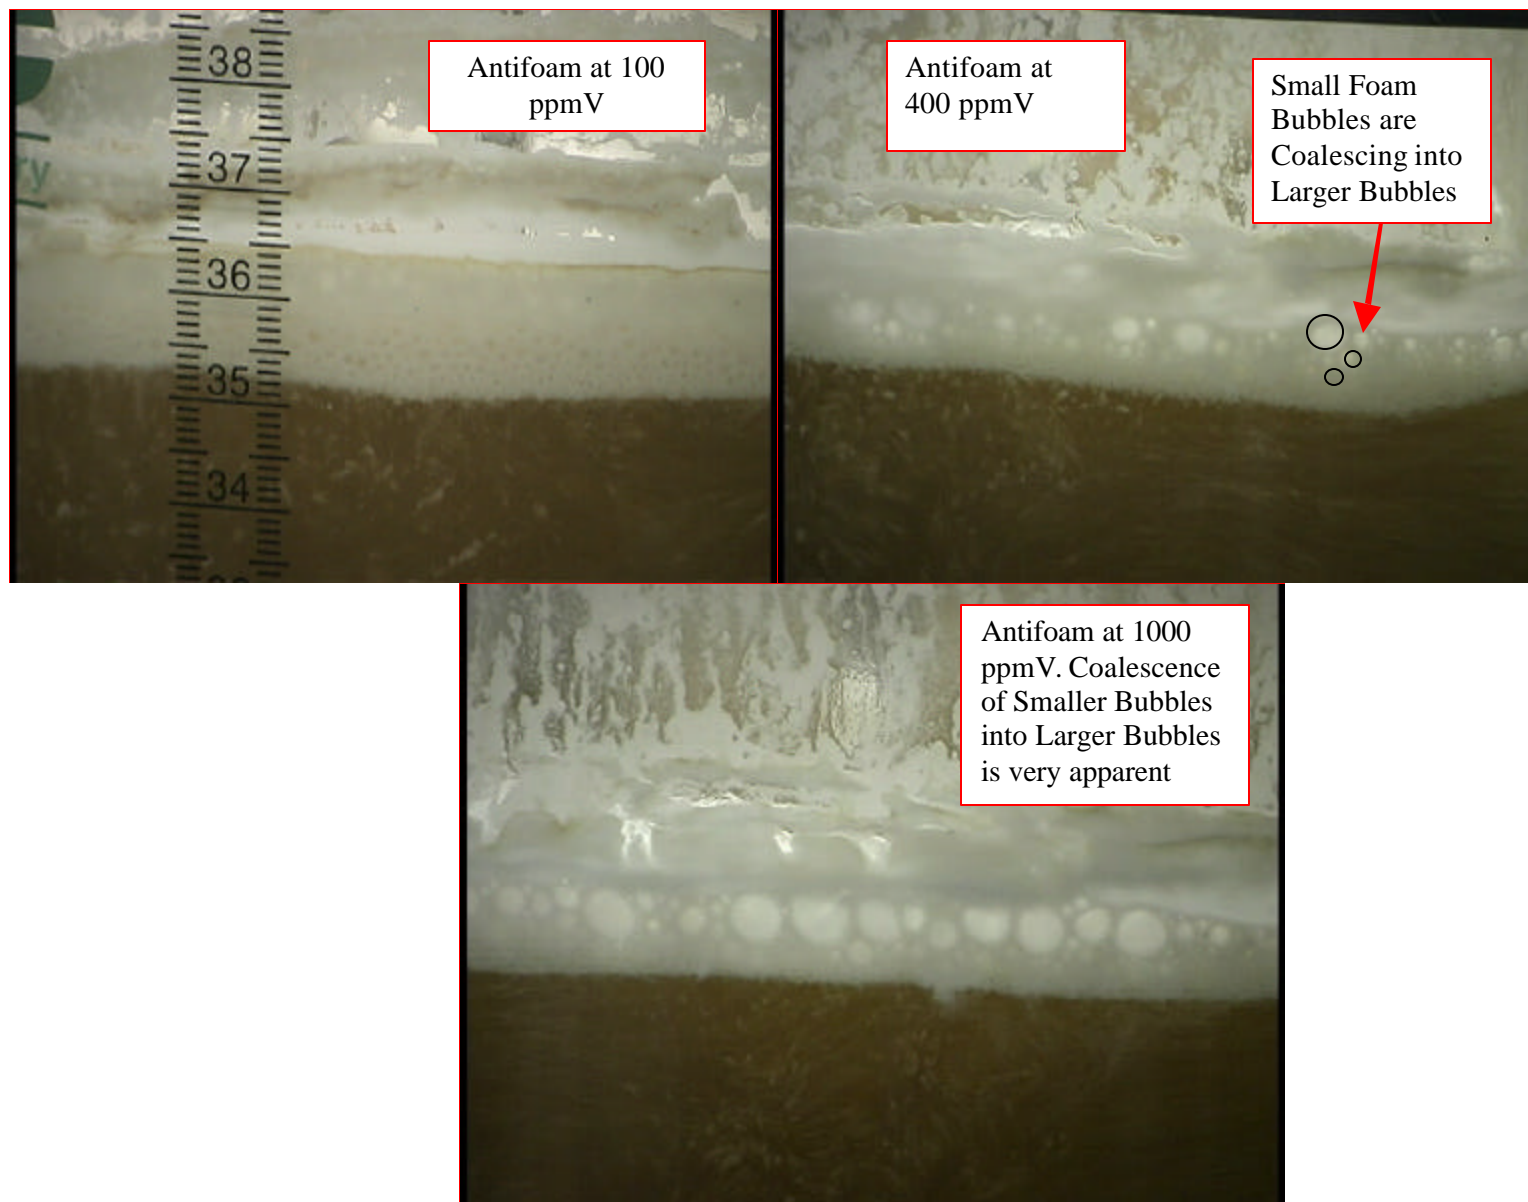 38
37
ry
36
35
34
Antifoam at 100
ppmV
Antifoam at
400 ppmV
Small Foam
Bubbles are
Coalescing into
Larger Bubbles
Antifoam at 1000
ppmV. Coalescence
of Smaller Bubbles
into Larger Bubbles
is very apparent